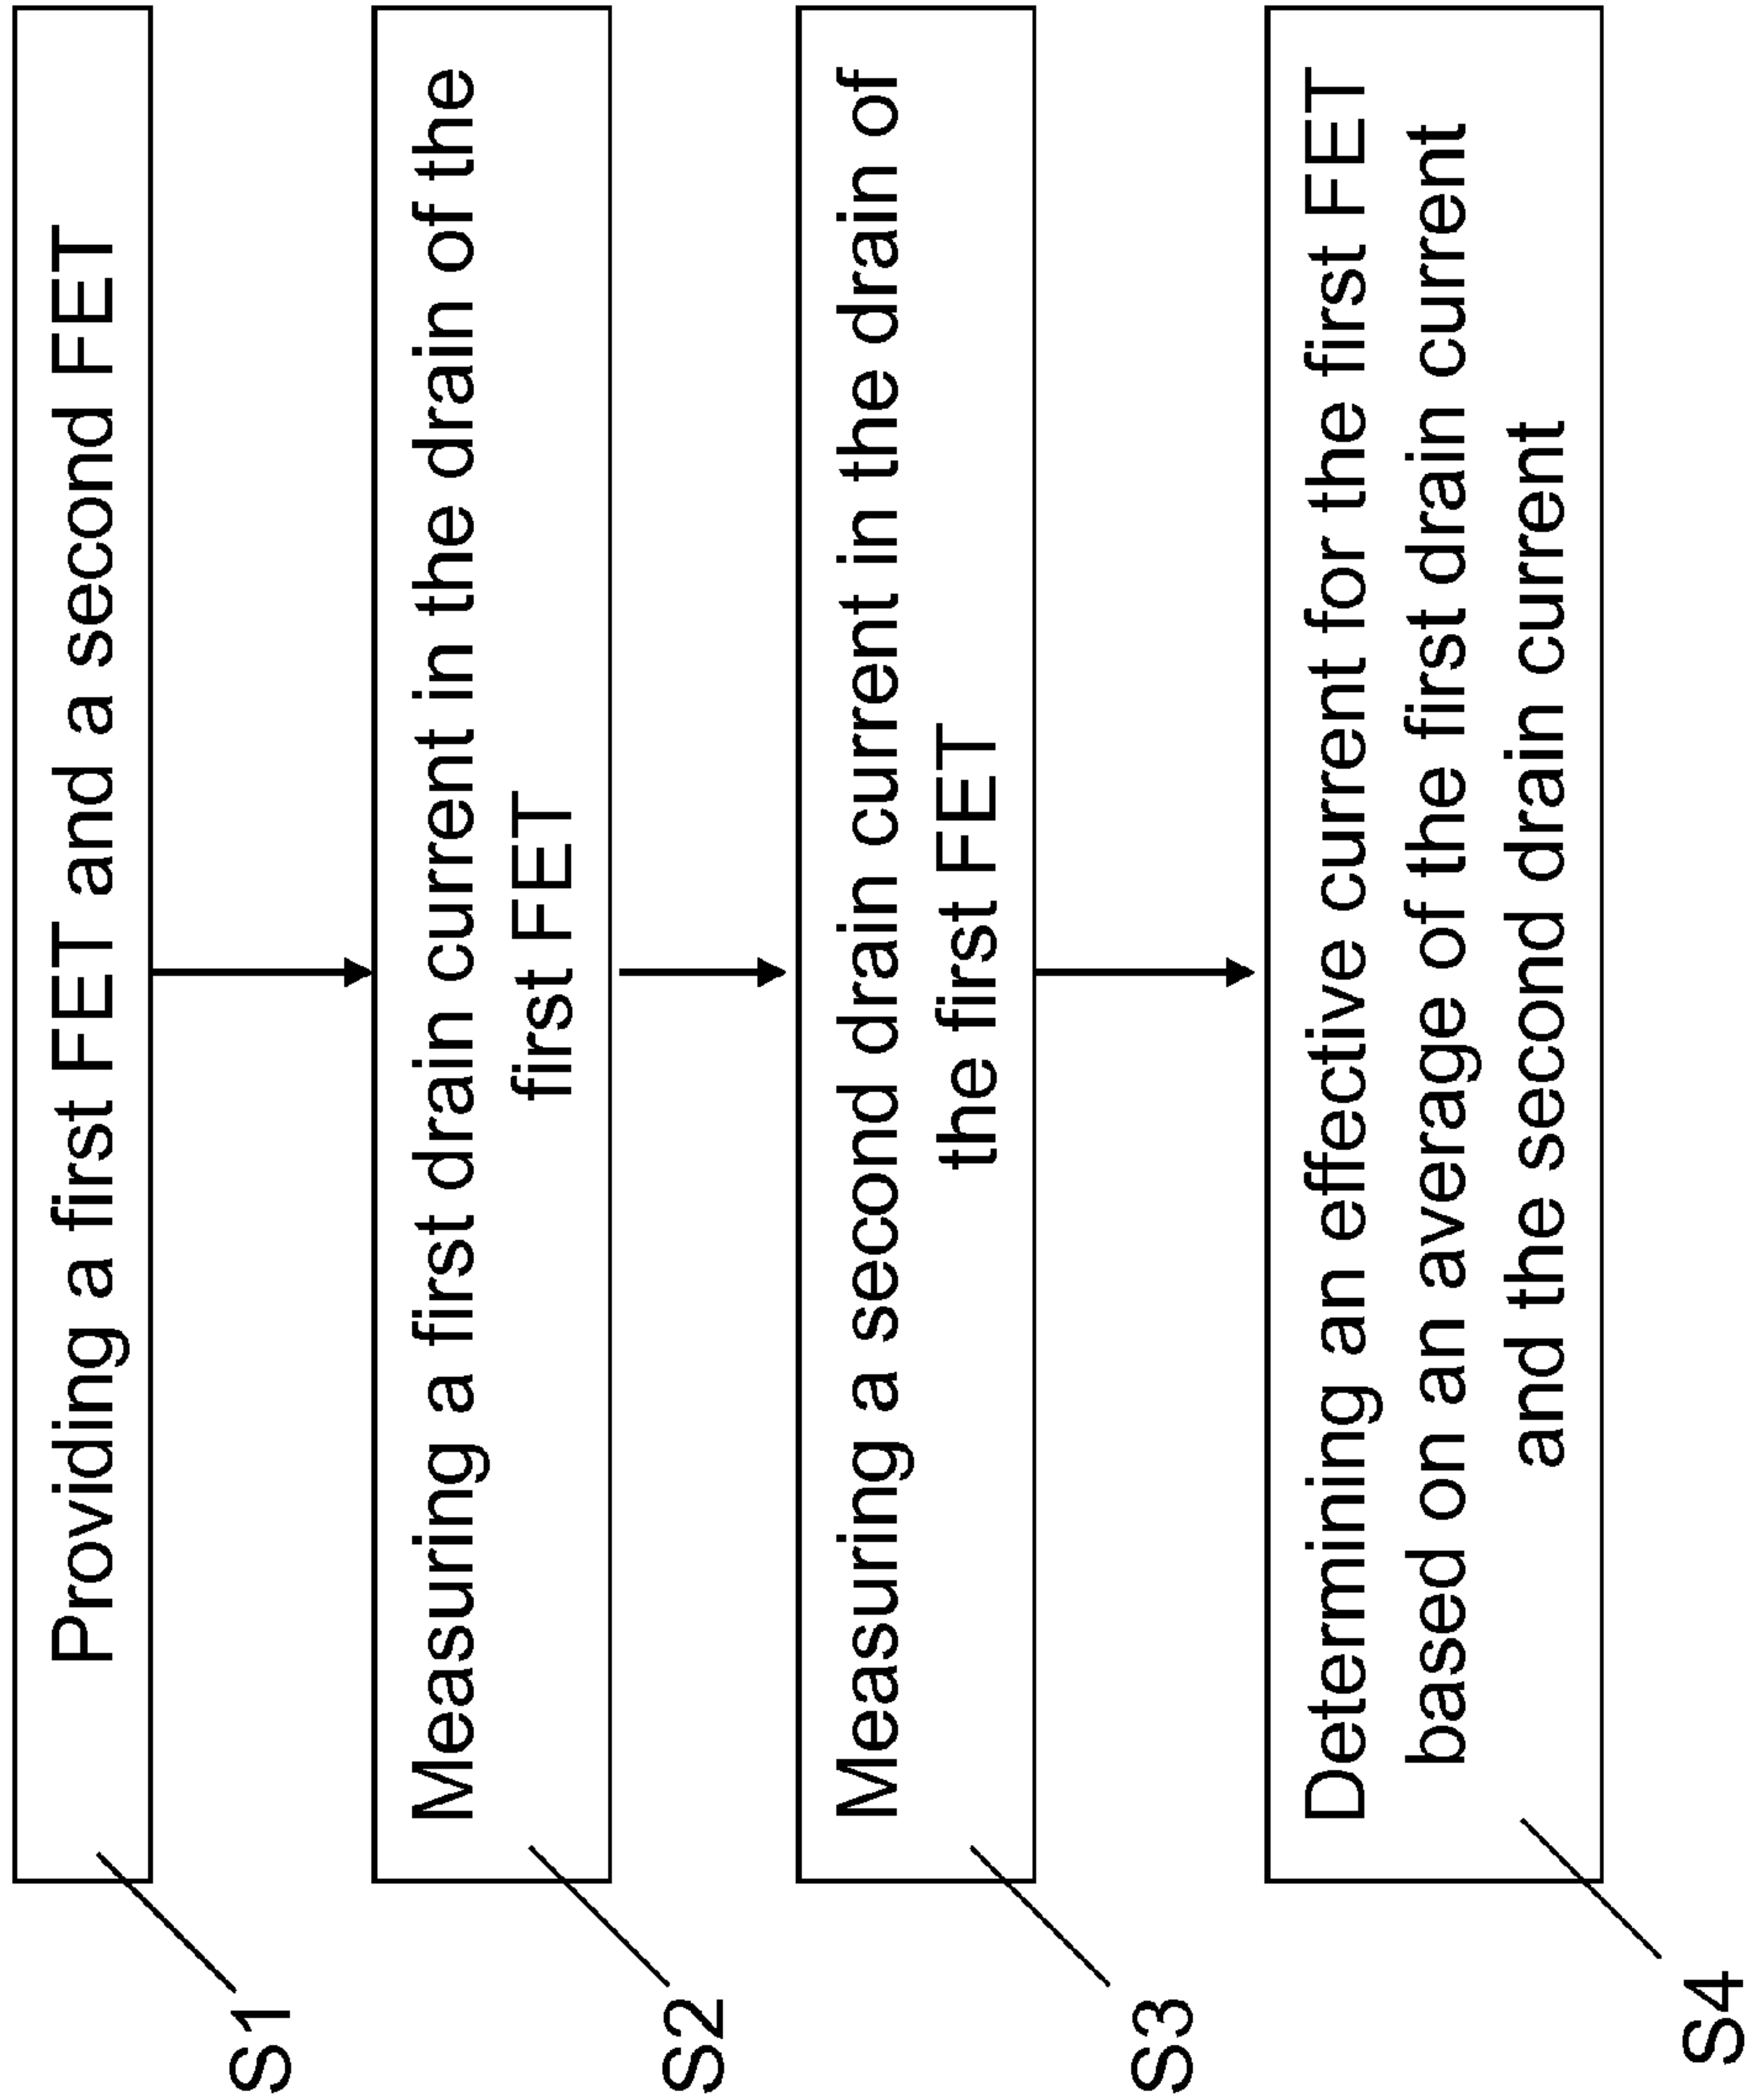 Providing a first FET and a second FET
S1
Measuring a first drain current in the drain of the
first FET
S2
Measuring a second drain current in the drain of
the first FET
S3
Determining an effective current for the first FET
based on an average of the first drain current
and the second drain current
S4